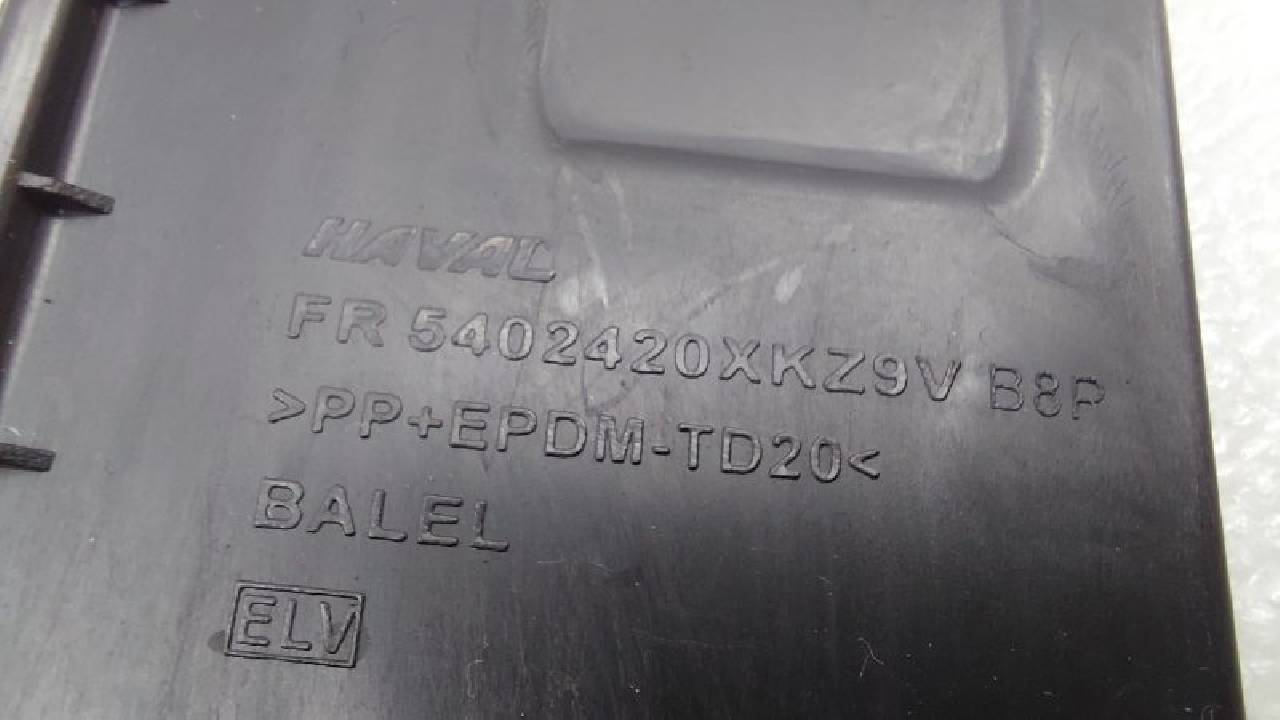 HAVAL
FR 5402420XKZ9V B8P
>PP+EPDM-TD20<
BALEL
ELV